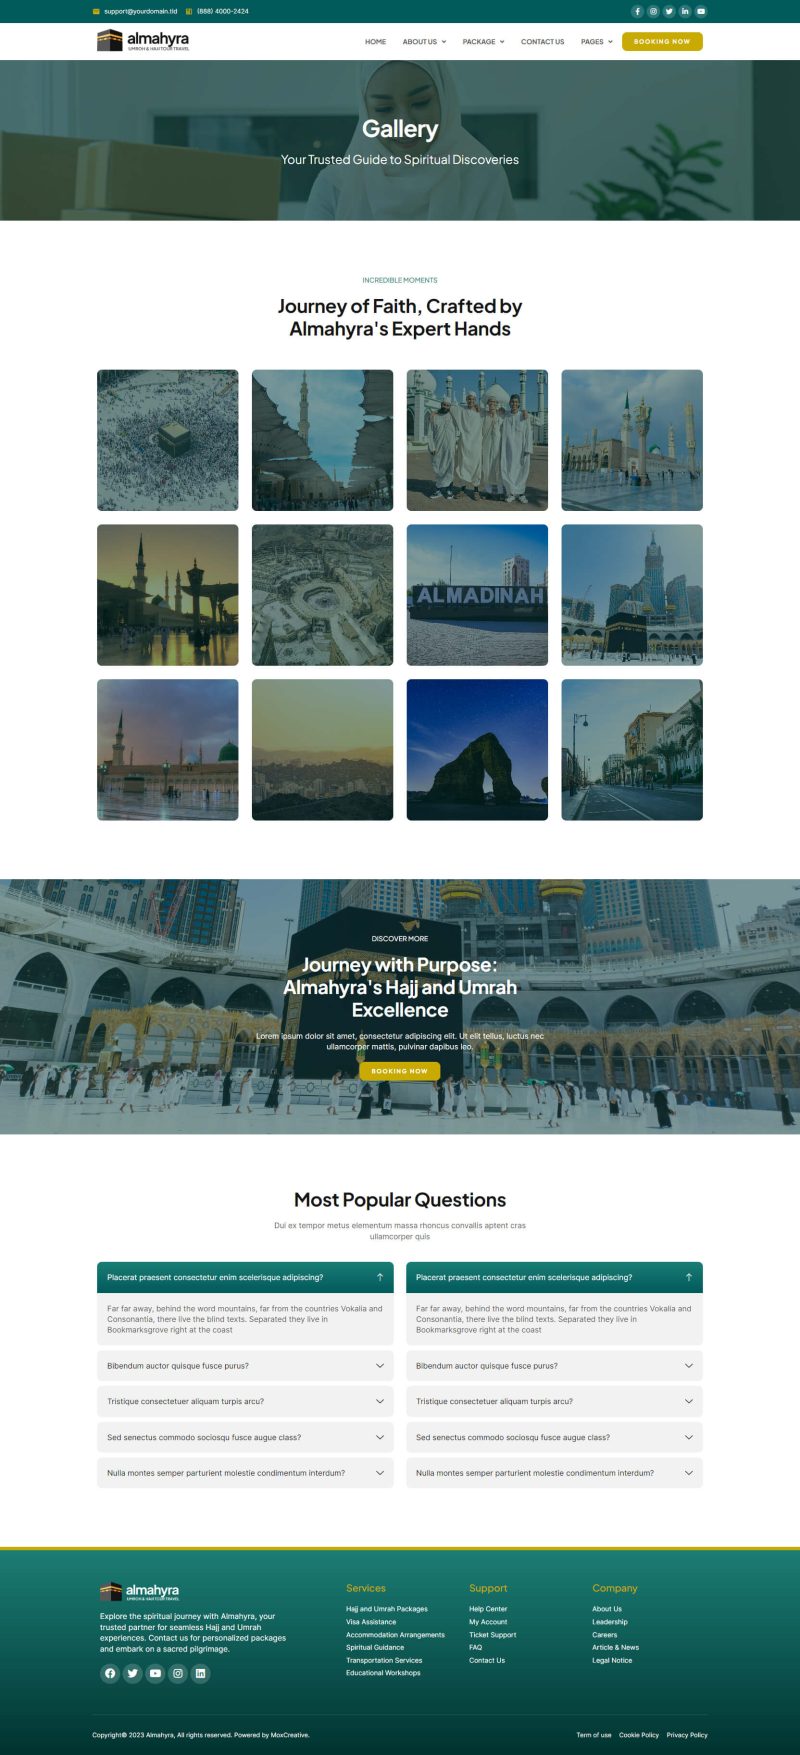 support@yourdomain.tld (888) 4000-2424
almahyra
UMROH & HAJI TOUR TRAVEL
HOME ABOUT US PACKAGE CONTACT US PAGES BOOKING NOW
Gallery
Your Trusted Guide to Spiritual Discoveries
INCREDIBLE MOMENTS
Journey of Faith, Crafted by
Almahyra's Expert Hands
ALMADINAH
DISCOVER MORE
Journey with Purpose:
Almahyra's Hajj and Umrah
Excellence
Lorem ipsum dolor sit amet, consectetur adipiscing elit. Ut elit tellus, luctus nec
ullamcorper mattis, pulvinar dapibus leo.
BOOKING NOW
Most Popular Questions
Dui ex tempor metus elementum massa rhoncus convallis aptent cras
ullamcorper quis
Placerat praesent consectetur enim scelerisque adipiscing?
Far far away, behind the word mountains, far from the countries Vokalia and
Consonantia, there live the blind texts. Separated they live in
Bookmarksgrove right at the coast
Bibendum auctor quisque fusce purus?
Tristique consectetuer aliquam turpis arcu?
Sed senectus commodo sociosqu fusce augue class?
Nulla montes semper parturient molestie condimentum interdum?
Placerat praesent consectetur enim scelerisque adipiscing?
Far far away, behind the word mountains, far from the countries Vokalia and
Consonantia, there live the blind texts. Separated they live in
Bookmarksgrove right at the coast
Bibendum auctor quisque fusce purus?
Tristique consectetuer aliquam turpis arcu?
Sed senectus commodo sociosqu fusce augue class?
Nulla montes semper parturient molestie condimentum interdum?
almahyra
UMROH & HAJI TOUR TRAVEL
Explore the spiritual journey with Almahyra, your
trusted partner for seamless Hajj and Umrah
experiences. Contact us for personalized packages
and embark on a sacred pilgrimage.
Services
Hajj and Umrah Packages
Visa Assistance
Accommodation Arrangements
Spiritual Guidance
Transportation Services
Educational Workshops
Support
Help Center
My Account
Ticket Support
FAQ
Contact Us
Company
About Us
Leadership
Careers
Article & News
Legal Notice
Copyright© 2023 Almahyra, All rights reserved. Powered by MoxCreative.
Term of use Cookie Policy Privacy Policy